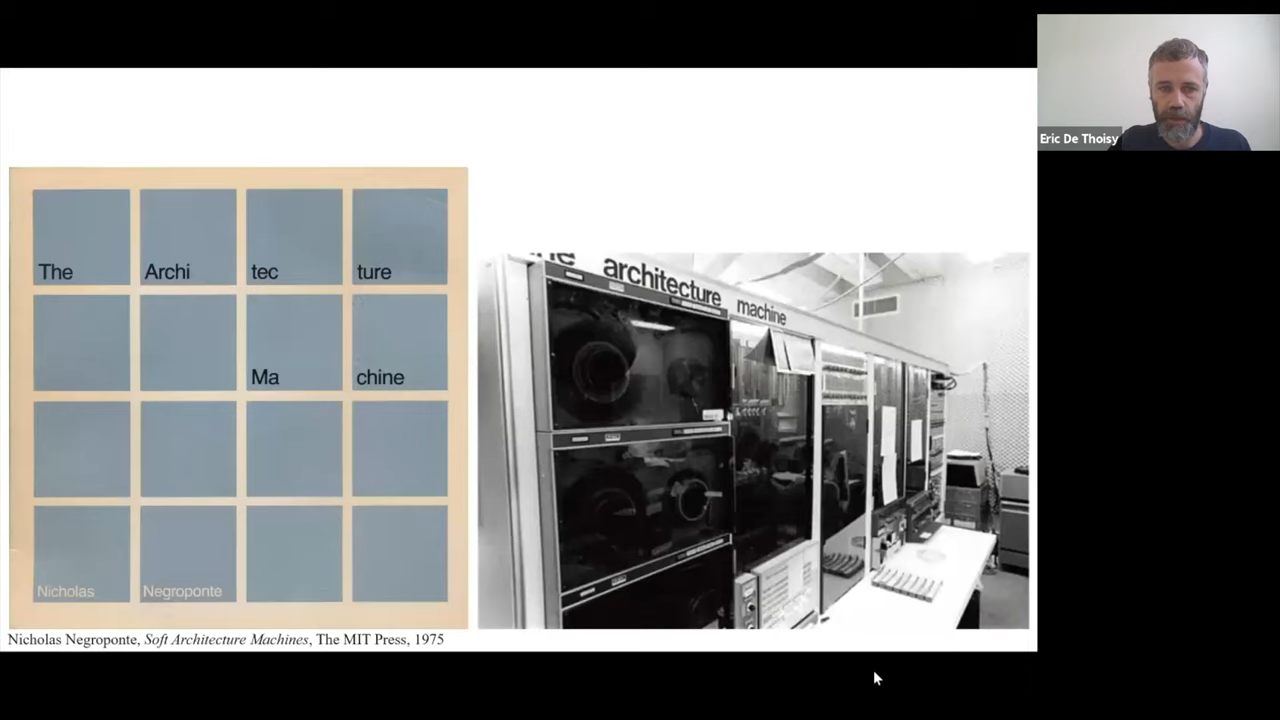 The Archi tec ture
Ma chine
Nicholas Negroponte
Nicholas Negroponte, Soft Architecture Machines, The MIT Press, 1975
the architecture machine
Eric De Thoisy